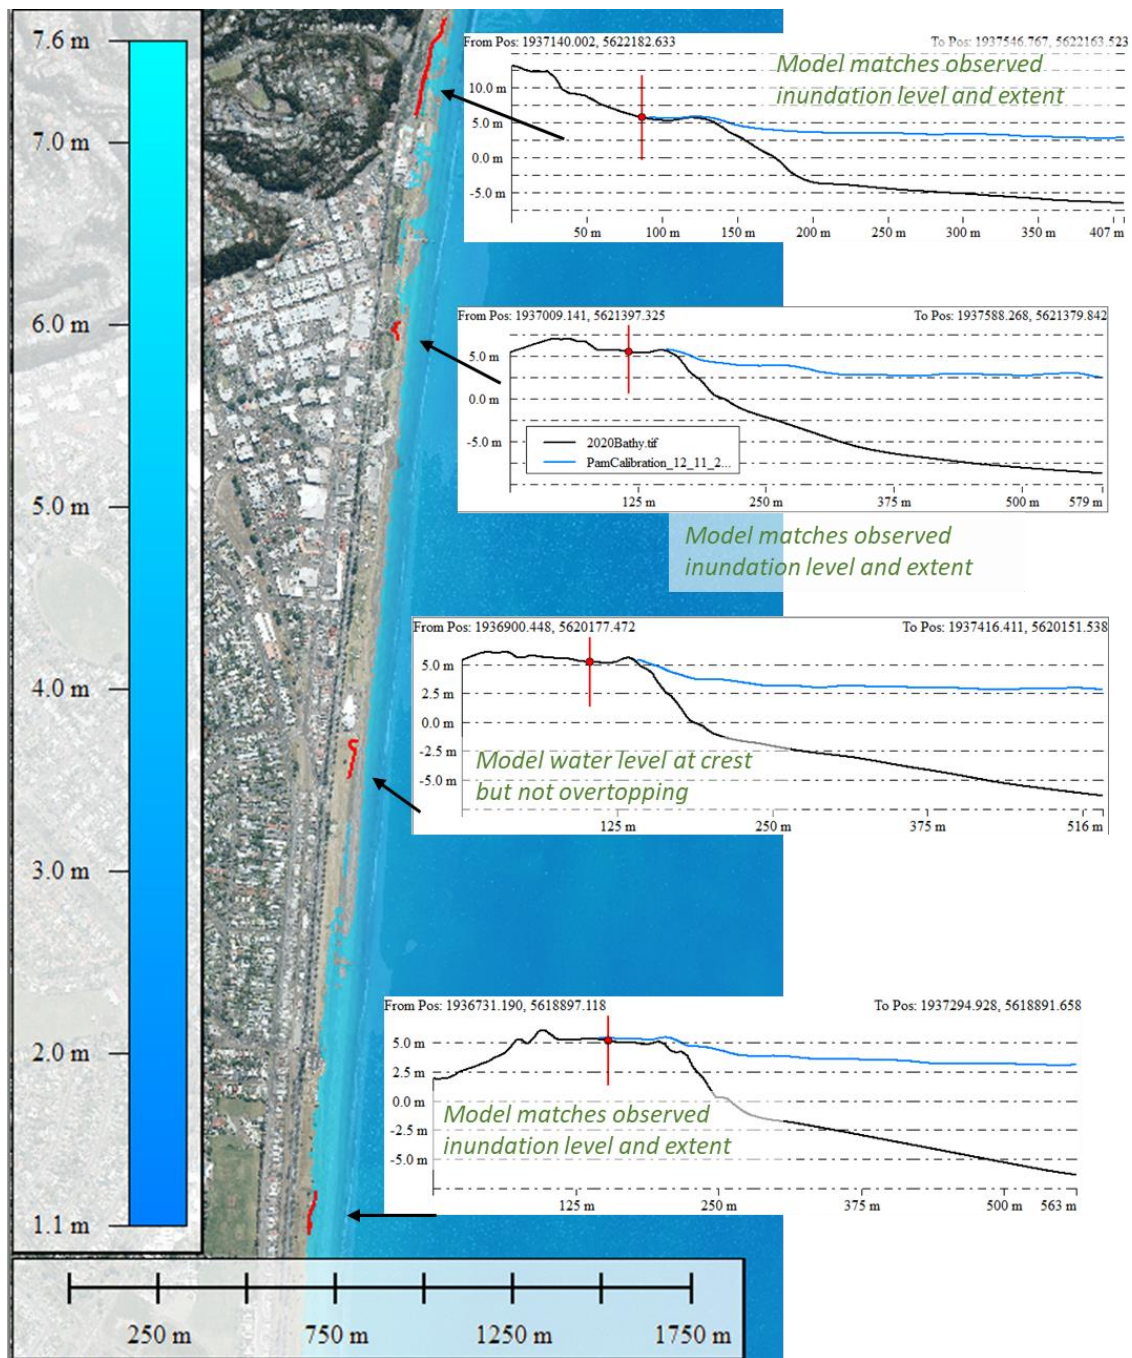 7.6 m
7.0 m
6.0 m
5.0 m
4.0 m
3.0 m
2.0 m
1.1 m
From Pos: 1937140.002, 5622182.633 To Pos: 1937546.767, 5622163.523
Model matches observed
inundation level and extent
10.0 m
5.0 m
0.0 m
-5.0 m
50 m 100 m 150 m 200 m 250 m 300 m 350 m 407 m
From Pos: 1937009.141, 5621397.325 To Pos: 1937588.268, 5621379.842
5.0 m
0.0 m
-5.0 m
2020Bathy.tif
PamCalibration_12_11_2...
125 m 250 m 375 m 500 m 579 m
Model matches observed
inundation level and extent
From Pos: 1936900.448, 5620177.472 To Pos: 1937416.411, 5620151.538
5.0 m
2.5 m
0.0 m
-2.5 m
-5.0 m
Model water level at crest
but not overtopping
125 m 250 m 375 m 516 m
From Pos: 1936731.190, 5618897.118 To Pos: 1937294.928, 5618891.658
5.0 m
2.5 m
0.0 m
-2.5 m
-5.0 m
Model matches observed
inundation level and extent
125 m 250 m 375 m 500 m 563 m
250 m 750 m 1250 m 1750 m